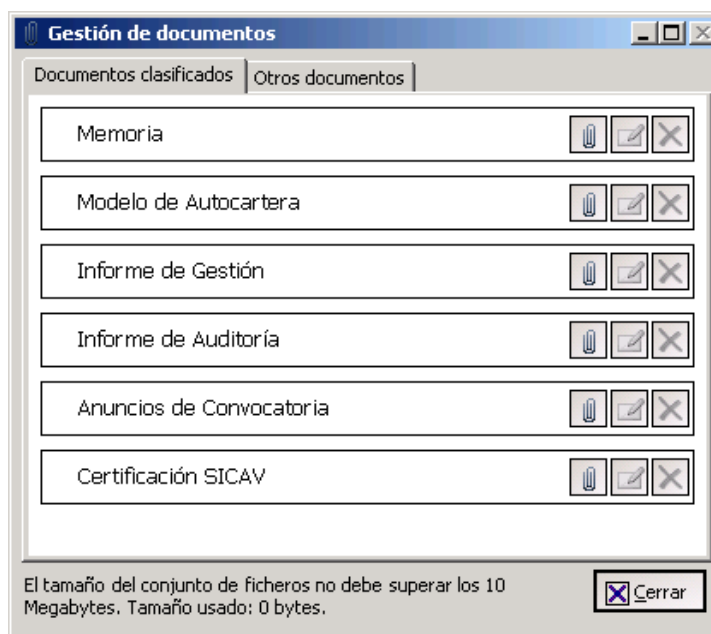 Gestión de documentos
Documentos clasificados
Otros documentos
Memoria
Modelo de Autocartera
Informe de Gestión
Informe de Auditoría
Anuncios de Convocatoria
Certificación SICAV
El tamaño del conjunto de ficheros no debe superar los 10
Megabytes. Tamaño usado: 0 bytes.
Cerrar